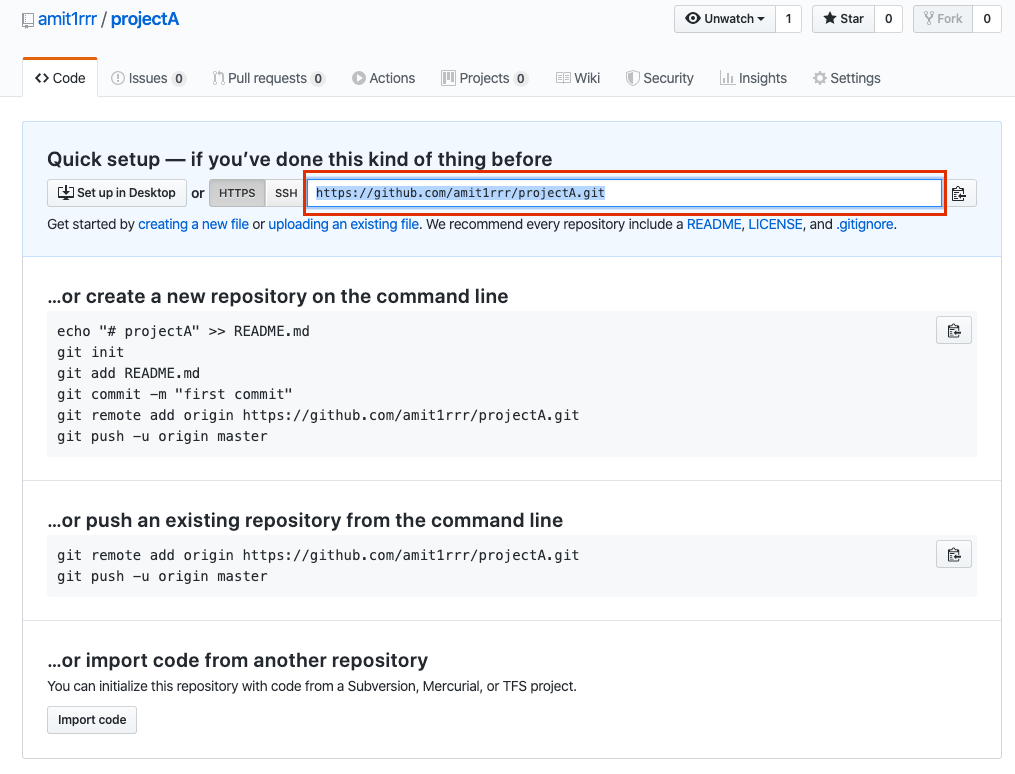 amit1rrr / projectA
Unwatch 1 Star 0 Fork 0
Code Issues 0 Pull requests 0 Actions Projects 0 Wiki Security Insights Settings
Quick setup — if you’ve done this kind of thing before
Set up in Desktop or HTTPS SSH https://github.com/amit1rrr/projectA.git
Get started by creating a new file or uploading an existing file. We recommend every repository include a README, LICENSE, and .gitignore.
…or create a new repository on the command line
echo "# projectA" >> README.md
git init
git add README.md
git commit -m "first commit"
git remote add origin https://github.com/amit1rrr/projectA.git
git push -u origin master
…or push an existing repository from the command line
git remote add origin https://github.com/amit1rrr/projectA.git
git push -u origin master
…or import code from another repository
You can initialize this repository with code from a Subversion, Mercurial, or TFS project.
Import code